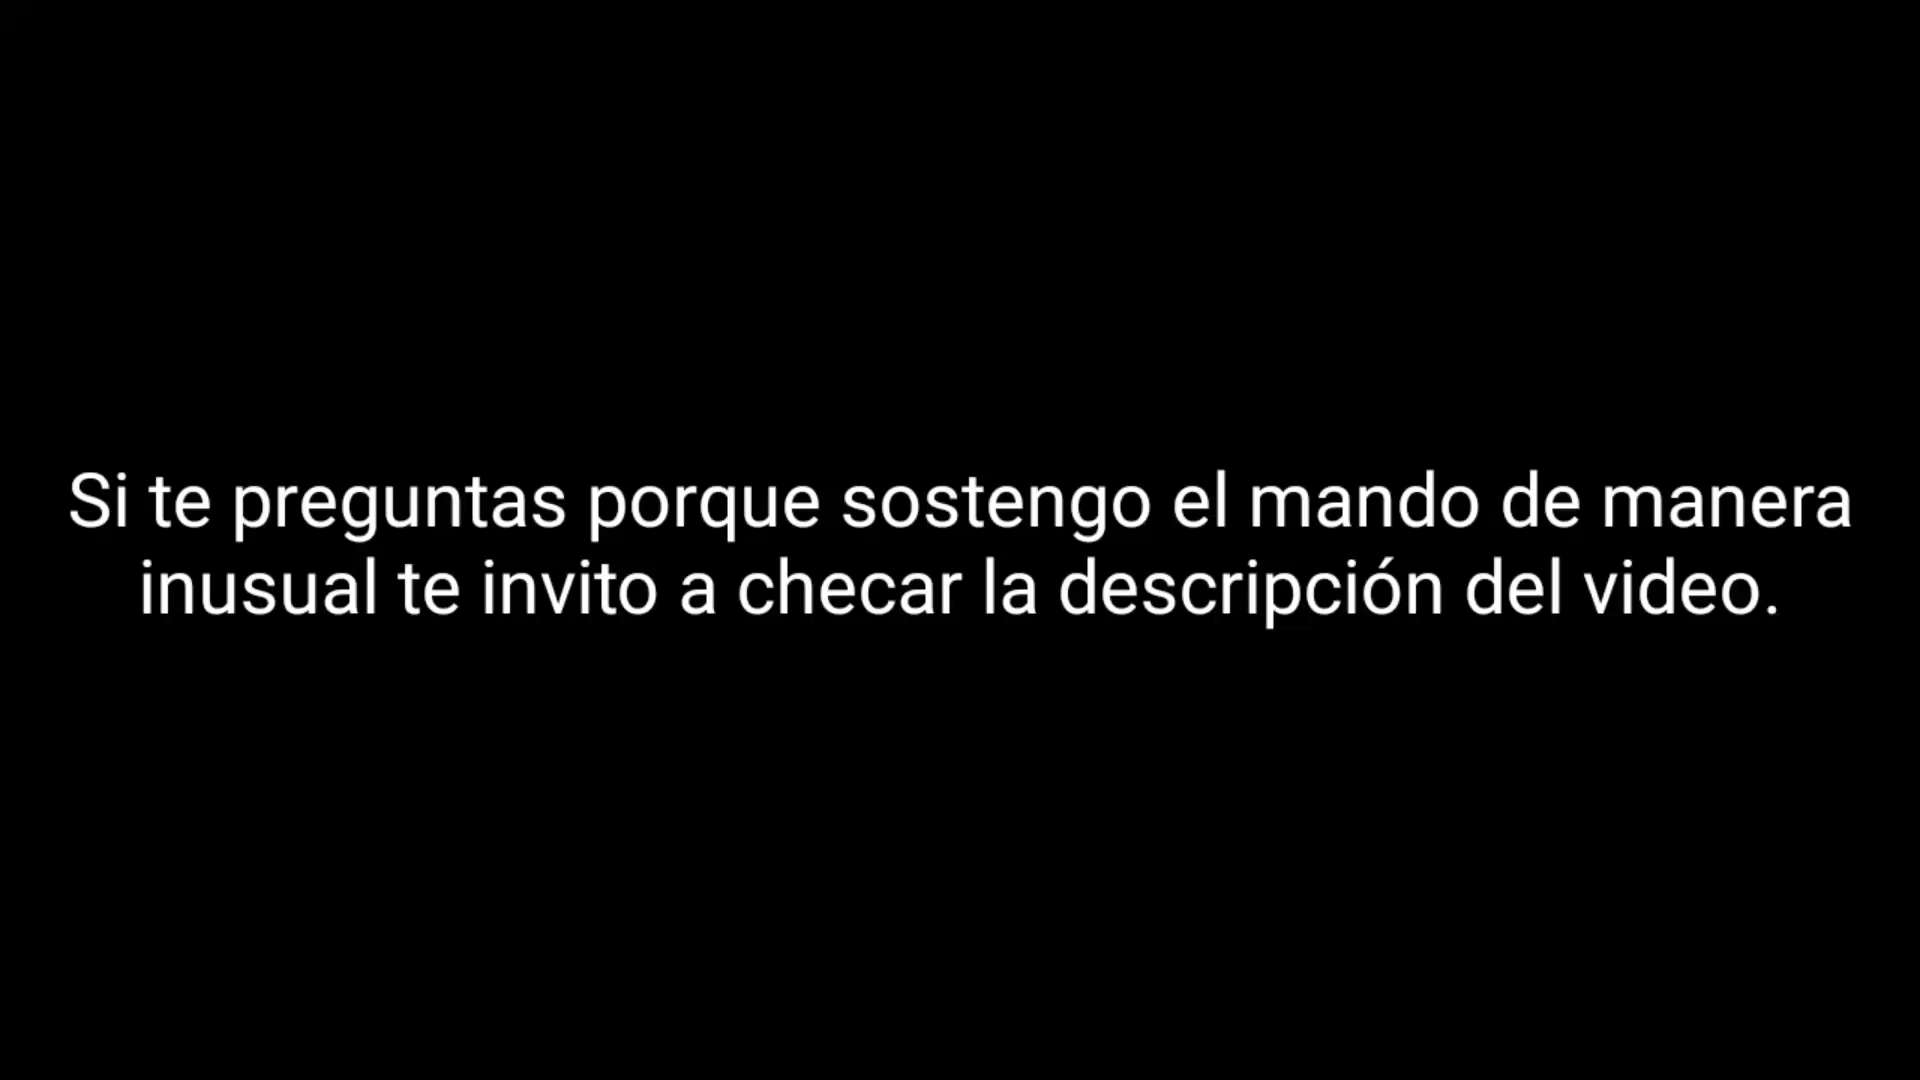 Si te preguntas porque sostengo el mando de manera
inusual te invito a checar la descripción del video.